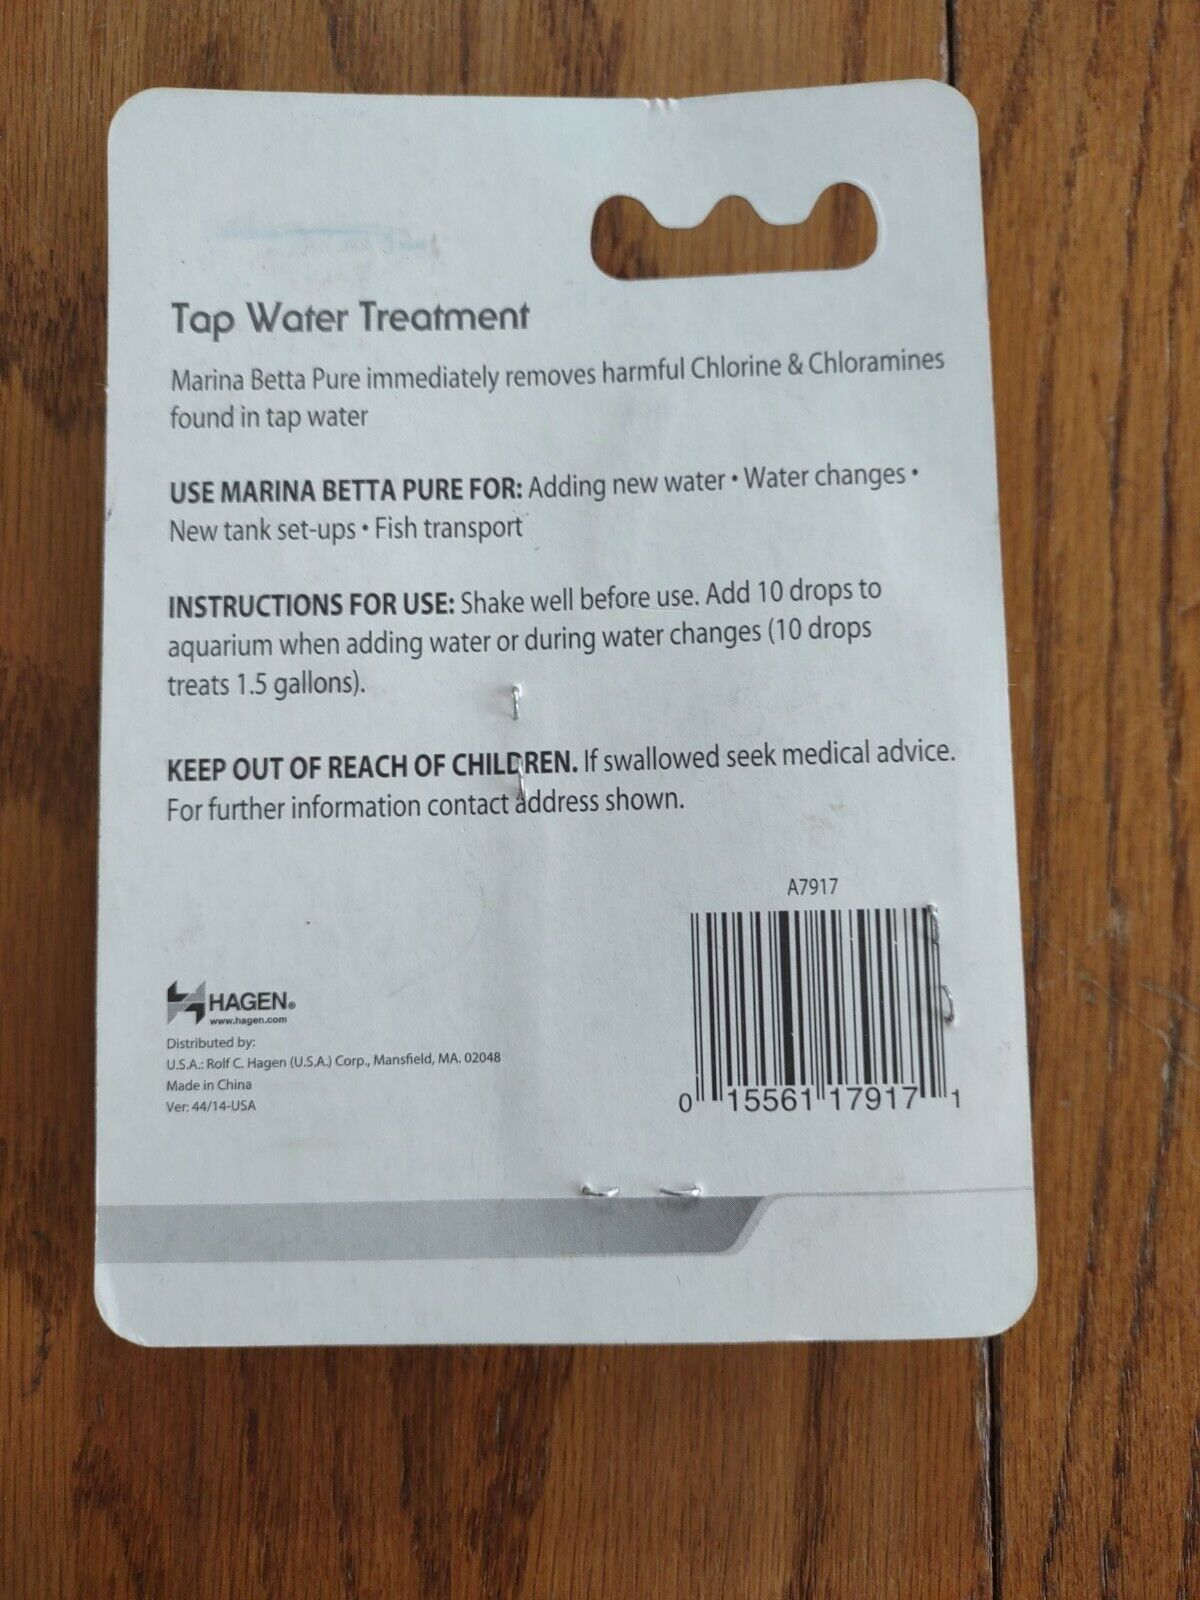 Tap Water Treatment
Marina Betta Pure immediately removes harmful Chlorine & Chloramines
found in tap water
USE MARINA BETTA PURE FOR: Adding new water • Water changes •
New tank set-ups • Fish transport
INSTRUCTIONS FOR USE: Shake well before use. Add 10 drops to
aquarium when adding water or during water changes (10 drops
treats 1.5 gallons).
KEEP OUT OF REACH OF CHILDREN. If swallowed seek medical advice.
For further information contact address shown.
A7917
HAGEN®
www.hagen.com
Distributed by:
U.S.A.: Rolf C. Hagen (U.S.A.) Corp., Mansfield, MA. 02048
Made in China
Ver: 44/14-USA
0 15561 17917 1